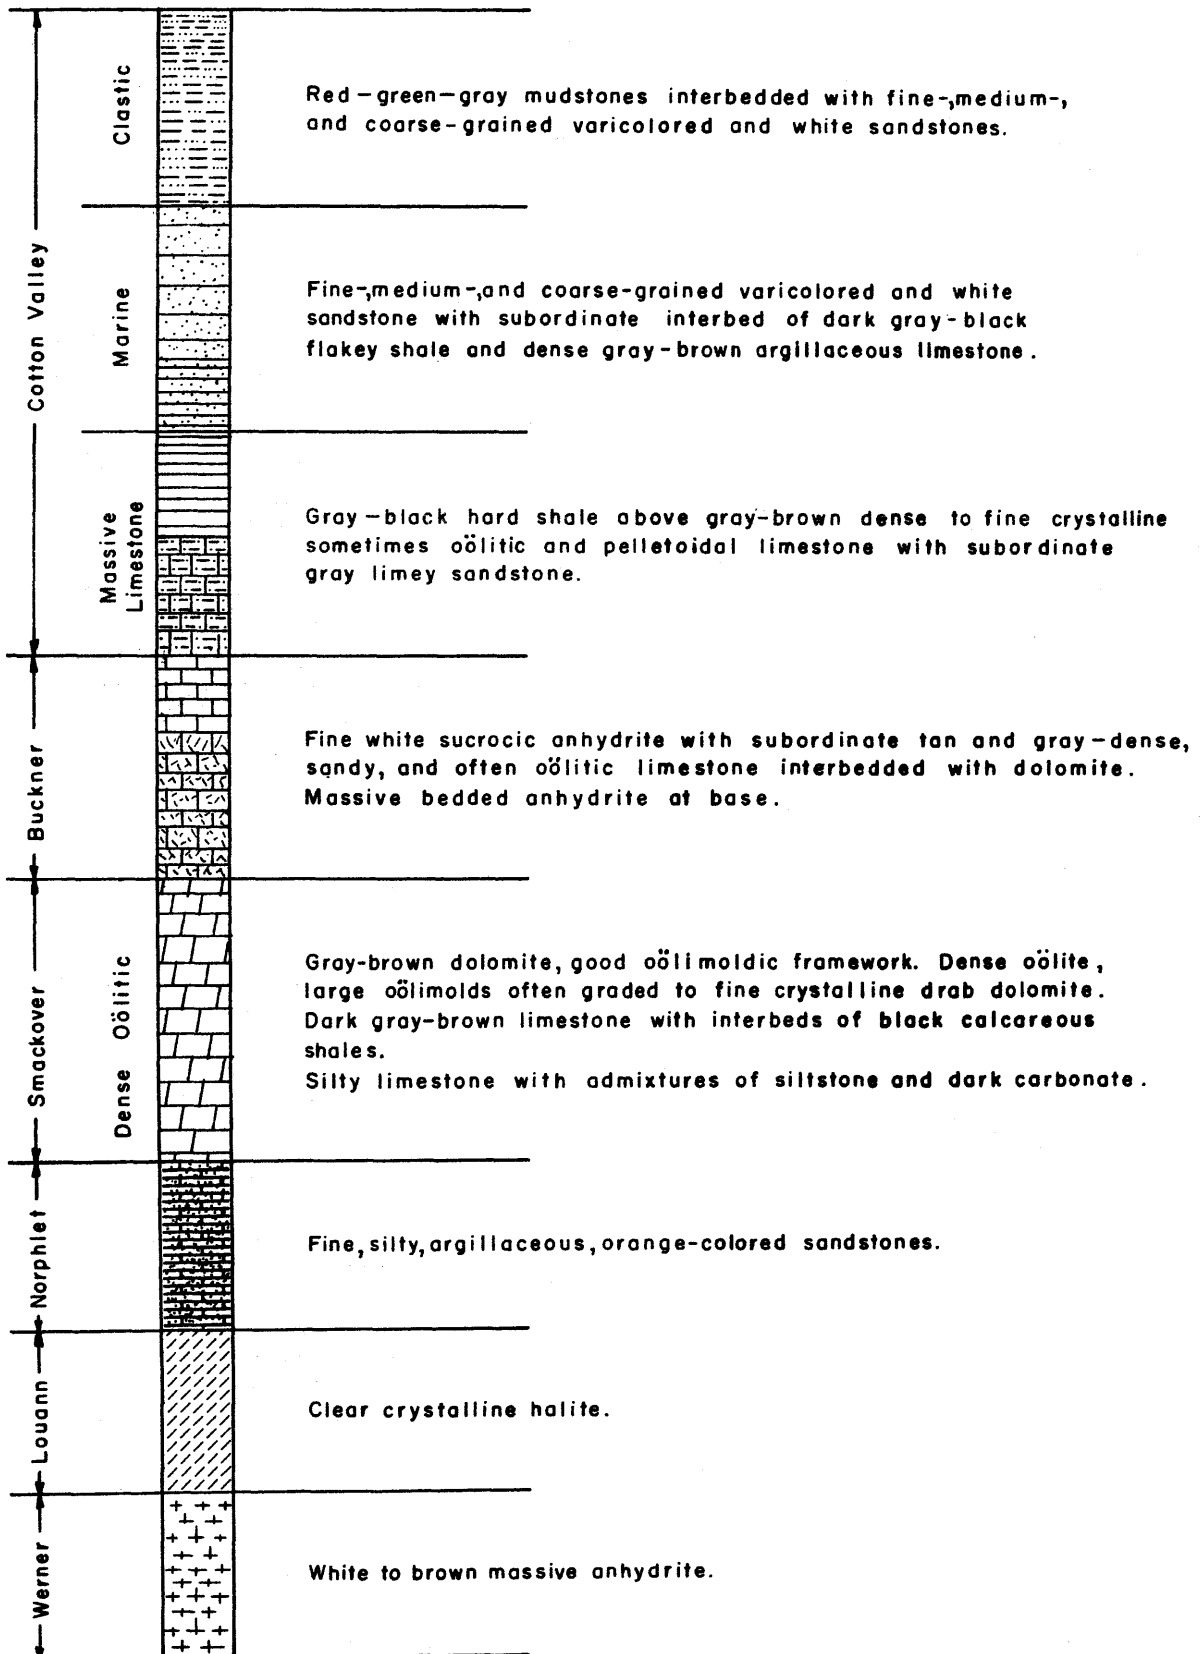 Cotton Valley
Clastic
Red-green-gray mudstones interbedded with fine-,medium-,
and coarse-grained varicolored and white sandstones.
Marine
Fine-,medium-,and coarse-grained varicolored and white
sandstone with subordinate interbed of dark gray-black
flakey shale and dense gray-brown argillaceous limestone.
Massive
Limestone
Gray-black hard shale above gray-brown dense to fine crystalline
sometimes oölitic and pelletoidal limestone with subordinate
gray limey sandstone.
Buckner
Fine white sucrocic anhydrite with subordinate tan and gray-dense,
sandy, and often oölitic limestone interbedded with dolomite.
Massive bedded anhydrite at base.
Smackover
Dense Oölitic
Gray-brown dolomite, good oölimoldic framework. Dense oölite,
large oölimolds often graded to fine crystalline drab dolomite.
Dark gray-brown limestone with interbeds of black calcareous
shales.
Silty limestone with admixtures of siltstone and dark carbonate.
Norphlet
Fine, silty, argillaceous, orange-colored sandstones.
Louann
Clear crystalline halite.
Werner
White to brown massive anhydrite.